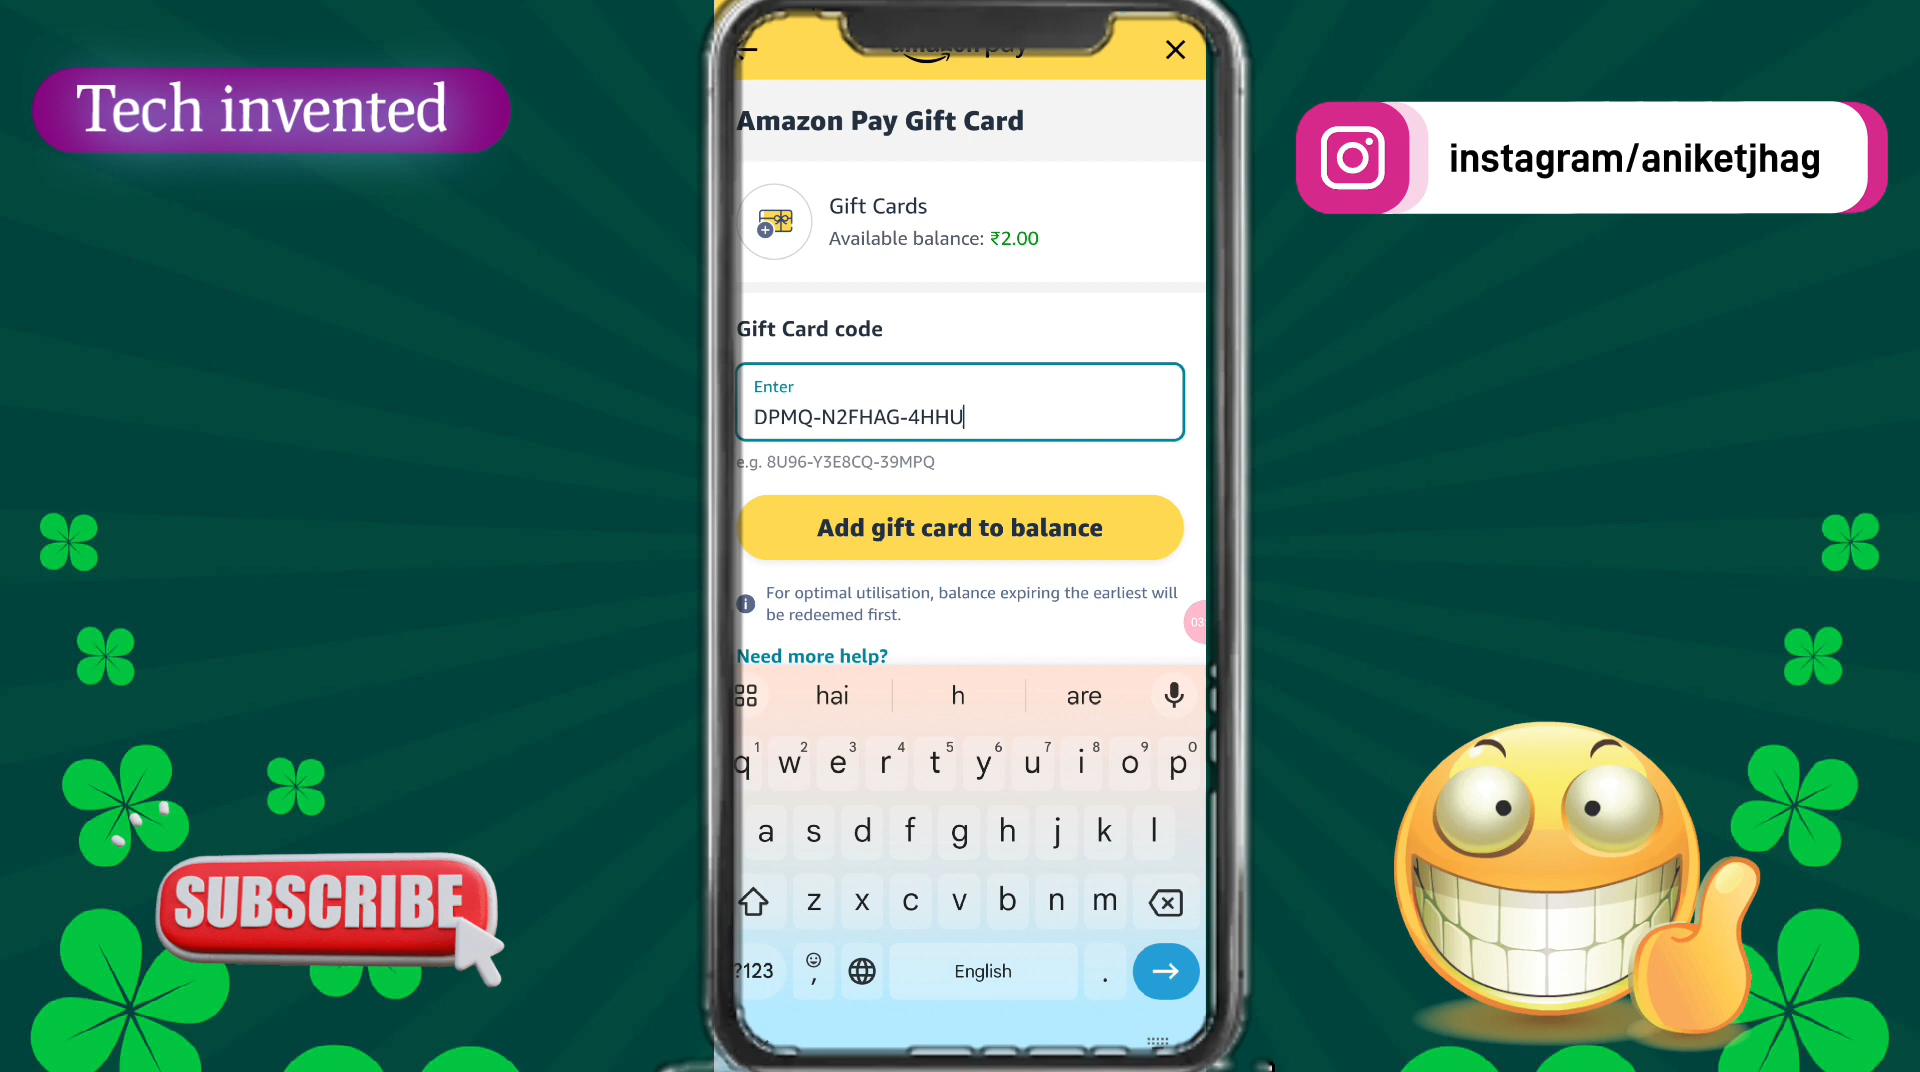 Tech invented
amazon pay
Amazon Pay Gift Card
instagram/aniketjhag
Gift Cards
Available balance: ₹2.00
Gift Card code
Enter
DPMQ-N2FHAG-4HHU
e.g. 8U96-Y3E8CQ-39MPQ
Add gift card to balance
i
For optimal utilisation, balance expiring the earliest will
be redeemed first.
03
Need more help?
hai h are
1 2 3 4 5 6 7 8 9 0
q w e r t y u i o p
a s d f g h j k l
z x c v b n m
?123 , English .
SUBSCRIBE